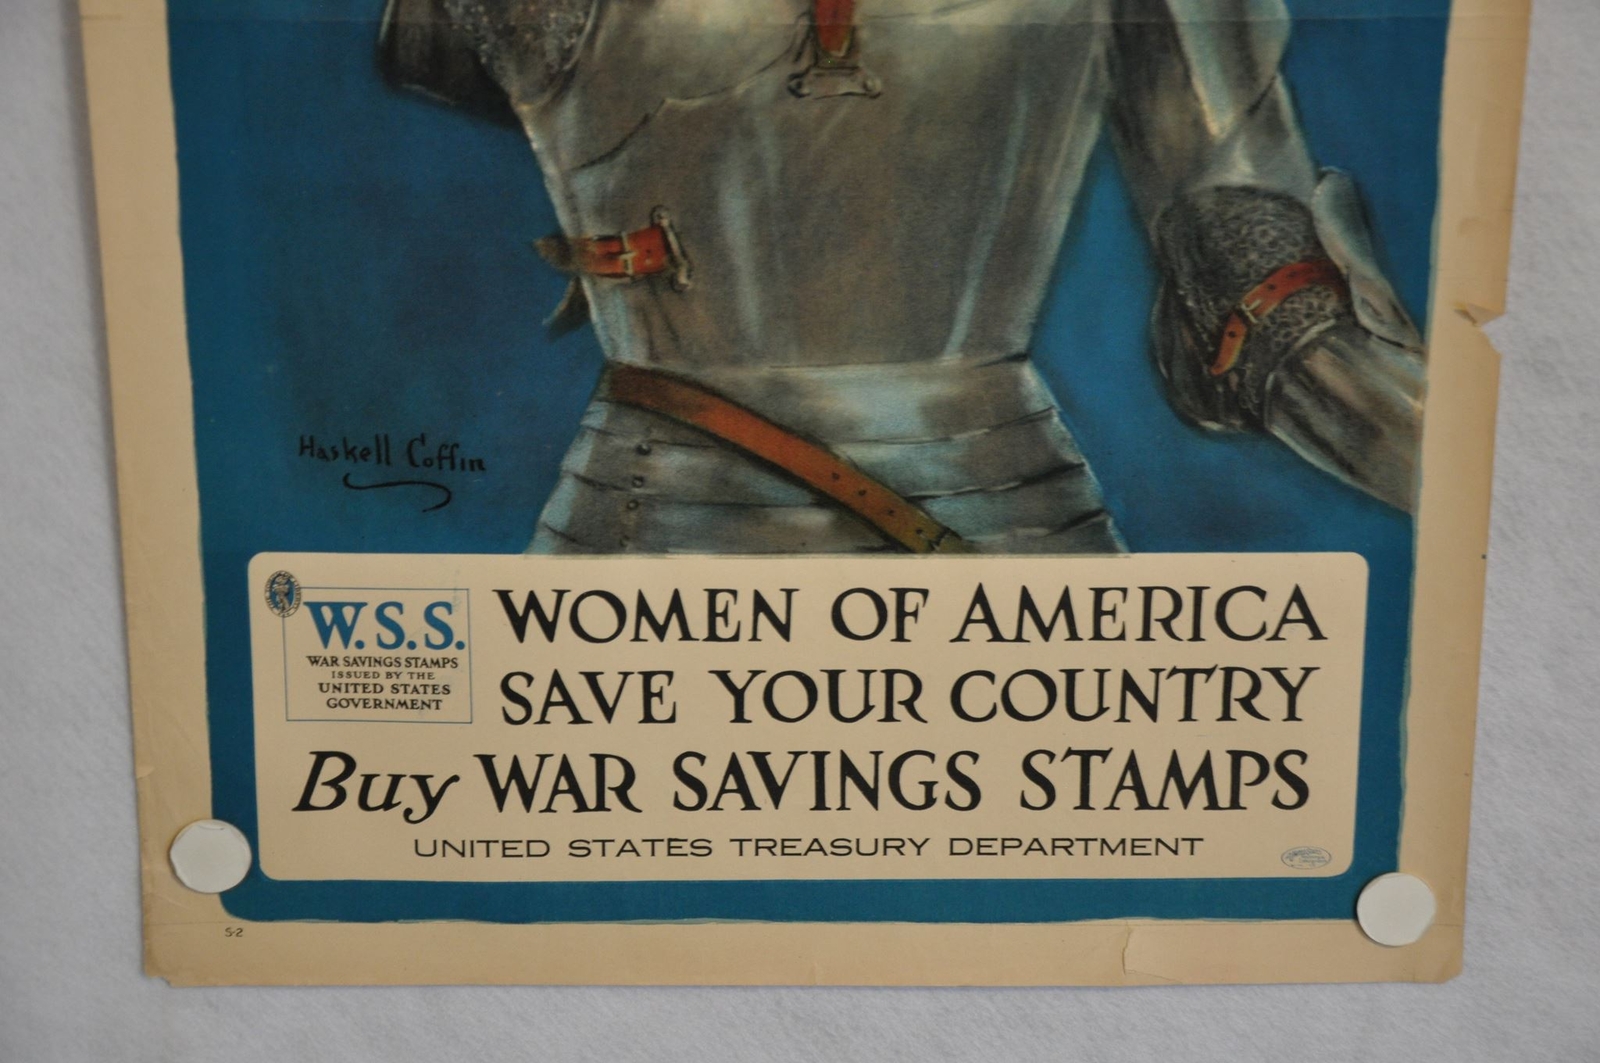 Haskell Coffin
W.S.S.
WAR SAVINGS STAMPS
ISSUED BY THE
UNITED STATES
GOVERNMENT
WOMEN OF AMERICA
SAVE YOUR COUNTRY
Buy WAR SAVINGS STAMPS
UNITED STATES TREASURY DEPARTMENT
S-2